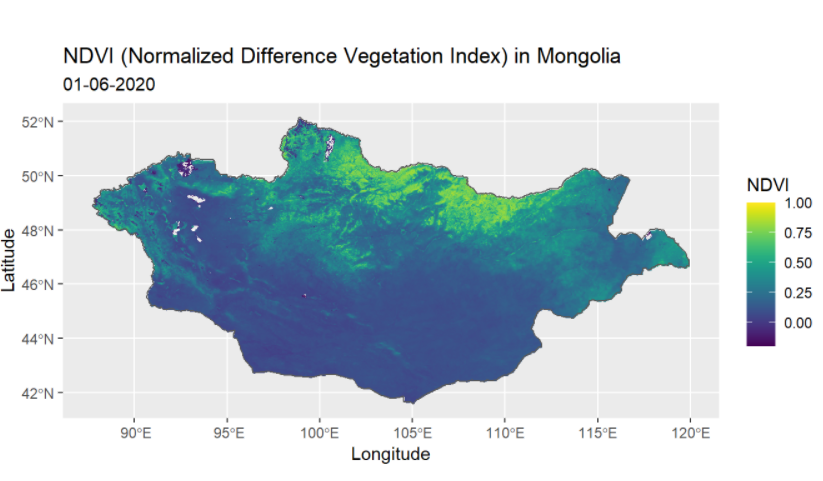 NDVI (Normalized Difference Vegetation Index) in Mongolia
01-06-2020
52°N
50°N
48°N
46°N
44°N
42°N
Latitude
90°E 95°E 100°E 105°E 110°E 115°E 120°E
Longitude
NDVI
1.00
0.75
0.50
0.25
0.00